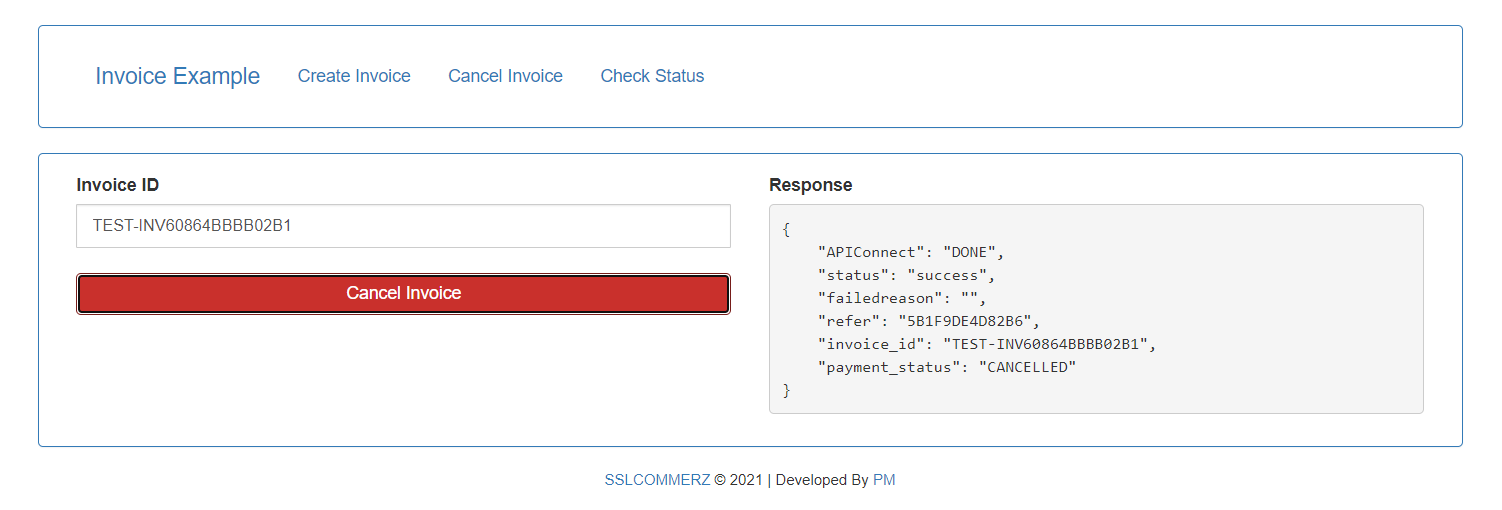 Invoice Example Create Invoice Cancel Invoice Check Status
Invoice ID
TEST-INV60864BBBB02B1
Cancel Invoice
Response
{
    "APIConnect": "DONE",
    "status": "success",
    "failedreason": "",
    "refer": "5B1F9DE4D82B6",
    "invoice_id": "TEST-INV60864BBBB02B1",
    "payment_status": "CANCELLED"
}
SSLCOMMERZ © 2021 | Developed By PM